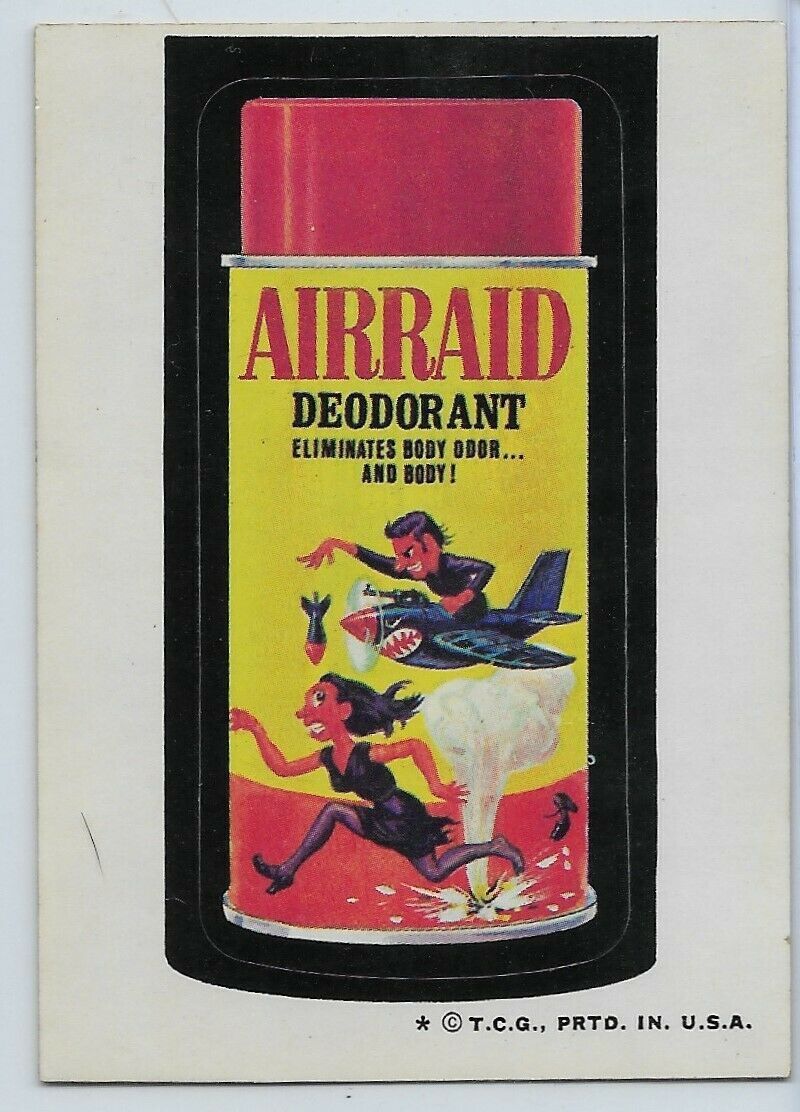 AIRRAID
DEODORANT
ELIMINATES BODY ODOR...
AND BODY!
* © T.C.G., PRTD. IN. U.S.A.